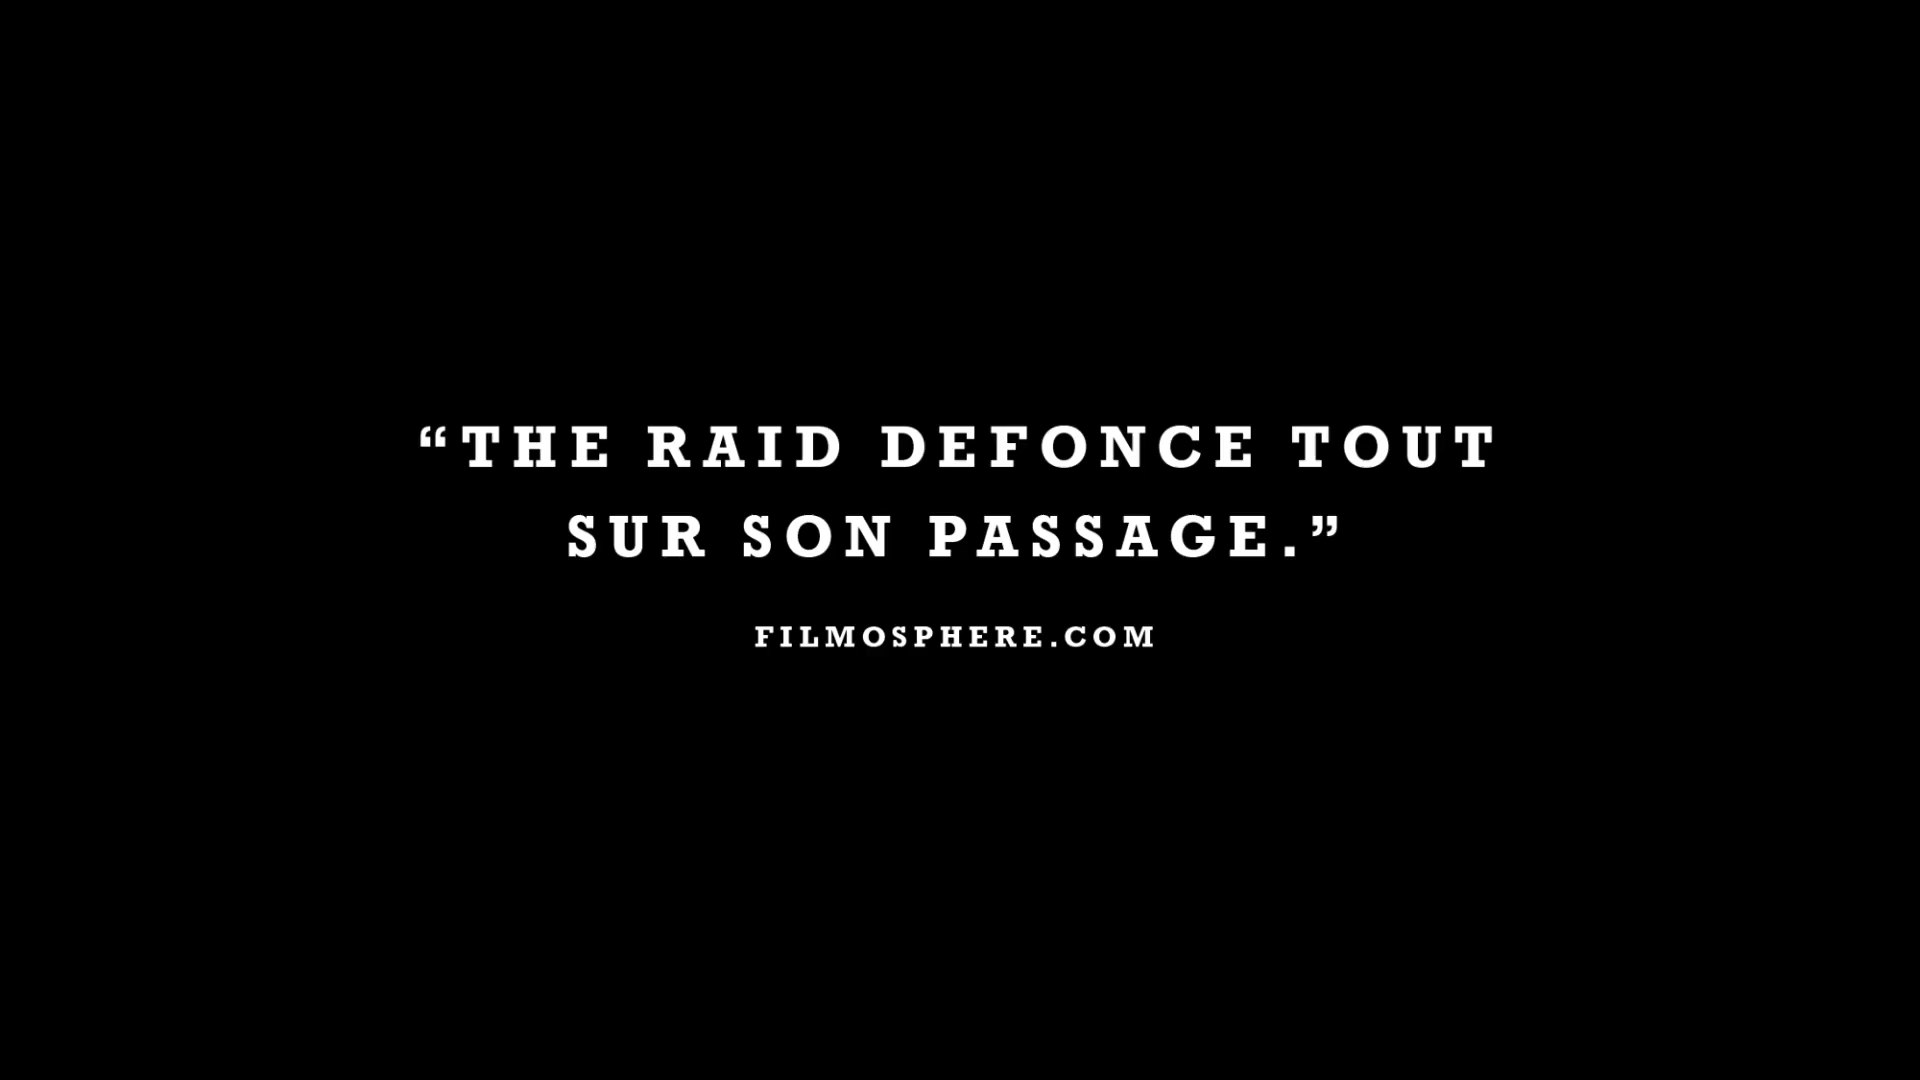 “THE RAID DEFONCE TOUT
SUR SON PASSAGE.”
FILMOSPHERE.COM